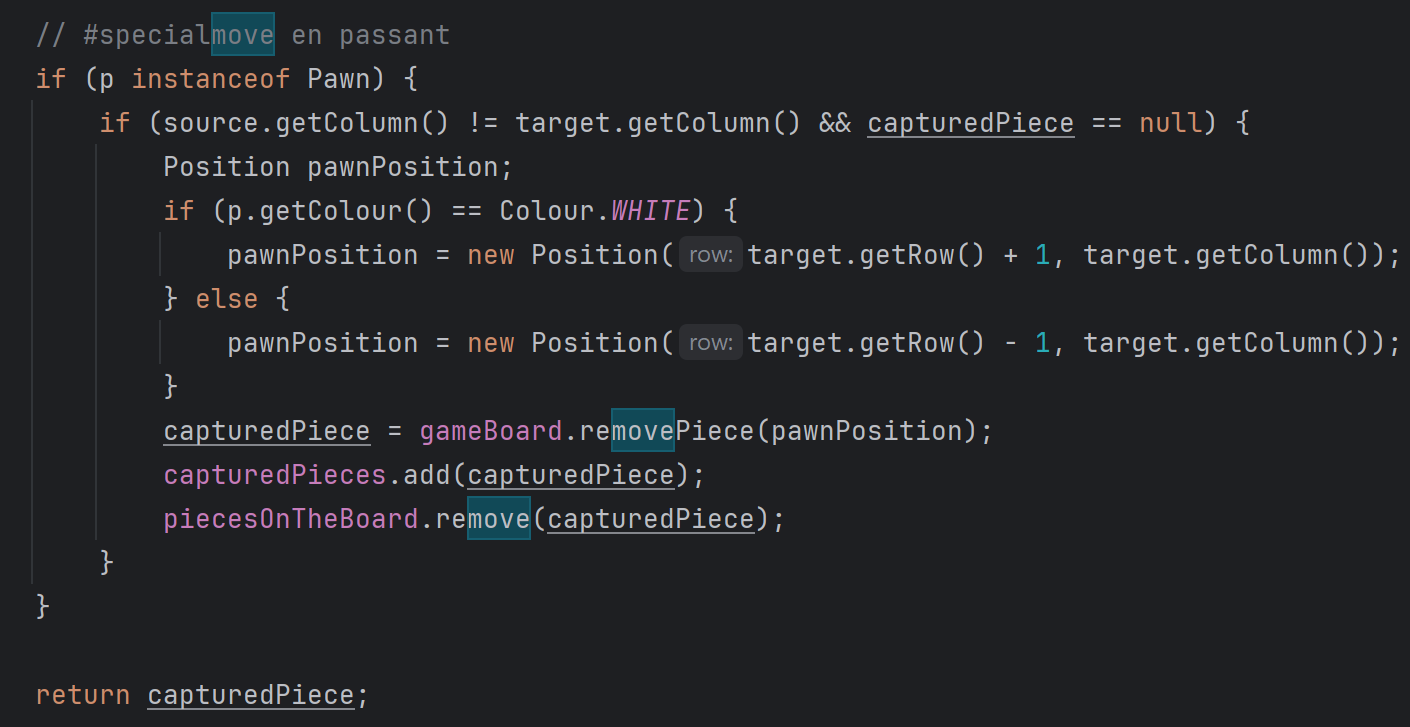 // #specialmove en passant
if (p instanceof Pawn) {
if (source.getColumn() != target.getColumn() && capturedPiece == null) {
Position pawnPosition;
if (p.getColour() == Colour.WHITE) {
pawnPosition = new Position( row: target.getRow() + 1, target.getColumn());
} else {
pawnPosition = new Position( row: target.getRow() - 1, target.getColumn());
}
capturedPiece = gameBoard.removePiece(pawnPosition);
capturedPieces.add(capturedPiece);
piecesOnTheBoard.remove(capturedPiece);
}
}
return capturedPiece;